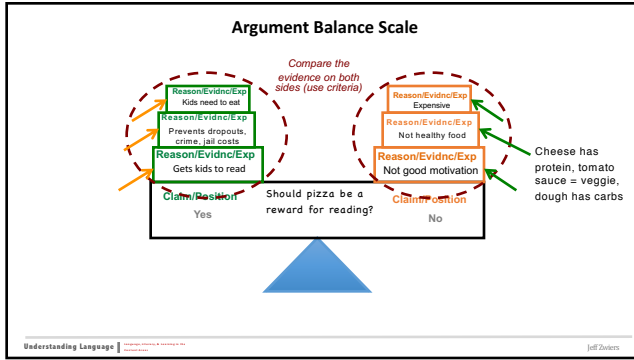 Argument Balance Scale
Compare the
evidence on both
sides (use criteria)
Reason/Evidnc/Exp
Kids need to eat
Reason/Evidnc/Exp
Prevents dropouts,
crime, jail costs
Reason/Evidnc/Exp
Gets kids to read
Claim/Position
Yes
Should pizza be a
reward for reading?
Reason/Evidnc/Exp
Expensive
Reason/Evidnc/Exp
Not healthy food
Reason/Evidnc/Exp
Not good motivation
Claim/Position
No
Cheese has
protein, tomato
sauce = veggie,
dough has carbs
Understanding Language
Jeff Zwiers